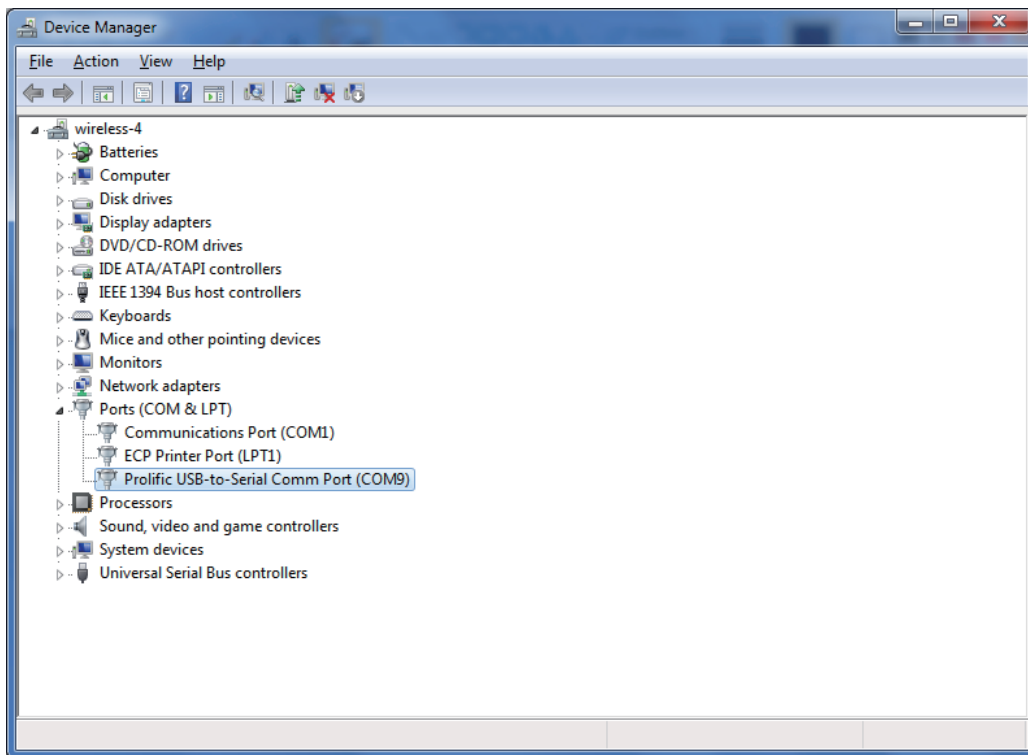 Device Manager
File Action View Help
wireless-4
Batteries
Computer
Disk drives
Display adapters
DVD/CD-ROM drives
IDE ATA/ATAPI controllers
IEEE 1394 Bus host controllers
Keyboards
Mice and other pointing devices
Monitors
Network adapters
Ports (COM & LPT)
Communications Port (COM1)
ECP Printer Port (LPT1)
Prolific USB-to-Serial Comm Port (COM9)
Processors
Sound, video and game controllers
System devices
Universal Serial Bus controllers